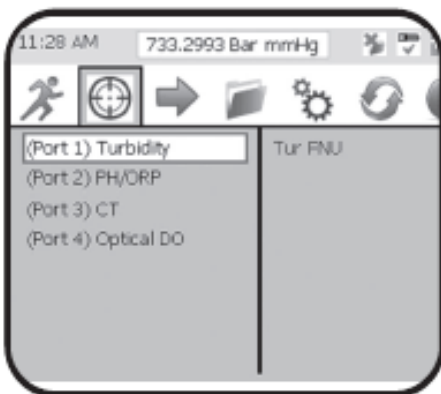 11:28 AM 733.2993 Bar mmHg
(Port 1) Turbidity
Tur FNU
(Port 2) PH/ORP
(Port 3) CT
(Port 4) Optical DO